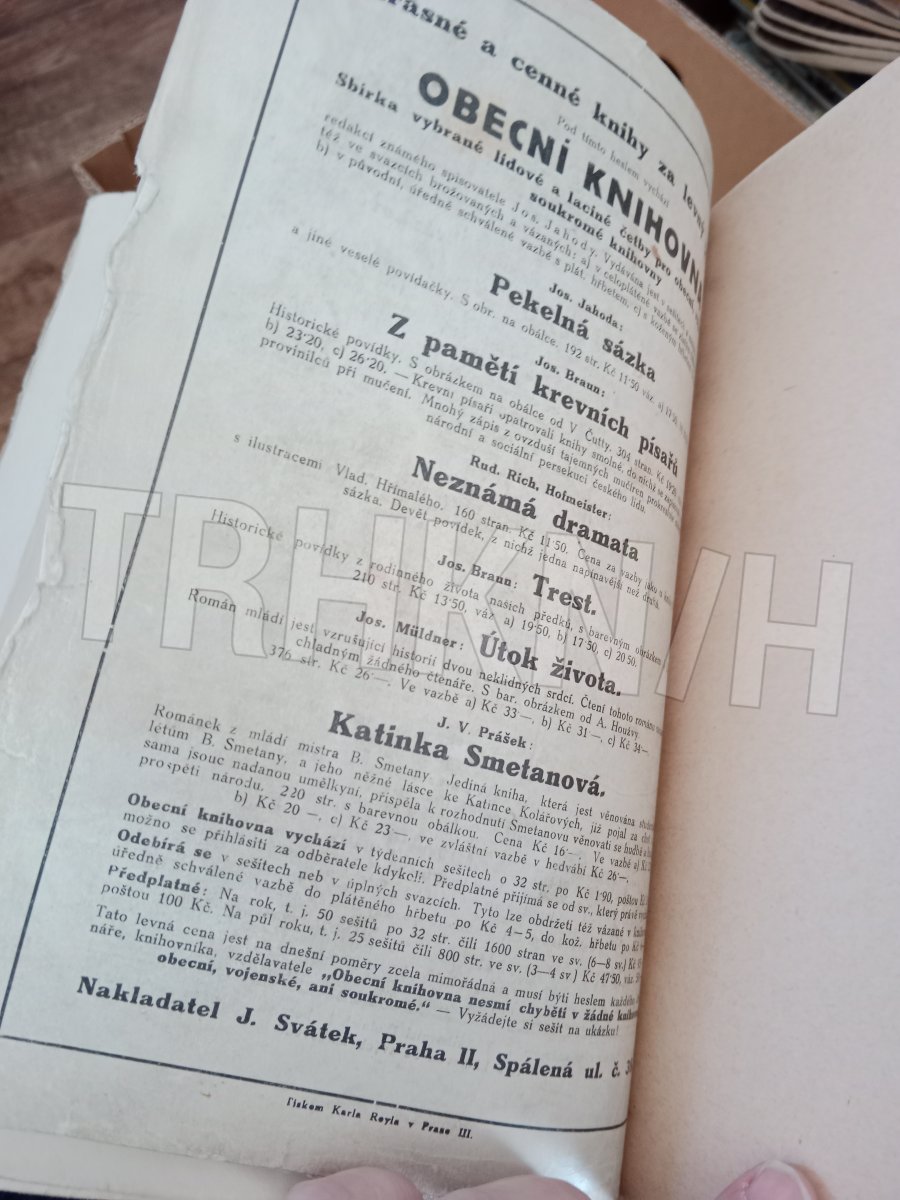 a cenné knihy za
Pod tímto heslem vychází
OBECNÍ KNIHOVNA
Sbírka vybrané lidové a laciné četby pro obecní
soukromé knihovny
redakcí známého spisovatele Jos. Jahody. Vydávána jest v
též ve svazcích brožovaných a vázaných: a) v celoplátěné vazbě
b) v původní, úředně schválené vazbě s plát. hřbetem, c) s koženým
Jos. Jahoda:
Pekelná sázka
a jiné veselé povídačky. S obr. na obálce. 192 str. Kč 11·50 váz. a)
Jos. Braun:
Z pamětí krevních písařů
Historické povídky. S obrázkem na obálce od V. Čutty. 304 stran. Kč
b) 23·20, c) 26·20. — Krevní písaři opatrovali knihy smolné, do nichž se
provinilců při mučení. Mnohý zápis z ovzduší tajemných mučíren
národní a sociální persekuci českého lidu.
Rud. Rich. Hofmeister:
Neznámá dramata
s ilustracemi Vlad. Hřímalého. 160 stran. Kč 11·50. Cena za vazby jako u
sázka. Devět povídek, z nichž jedna napínavější než druhá.
Jos. Braun: Trest.
Historické povídky z rodinného života našich předků, s barevným obrázkem
210 str. Kč 13·50, váz. a) 19·50, b) 17·50, c) 20·50.
Jos. Müldner: Útok života.
Román mládí jest vzrušující historií dvou neklidných srdcí. Čtení tohoto románu
chladným žádného čtenáře. S bar. obrázkem od A. Houžvy.
376 str. Kč 26—. Ve vazbě a) Kč 33—, b) Kč 31—, c) Kč 34—
J. V. Prášek:
Katinka Smetanová.
Románek z mládí mistra B. Smetany. Jediná kniha, která jest věnována
létům B. Smetany, a jeho něžné lásce ke Katince Kolářových, již pojal za
sama jsouc nadanou umělkyní, přispěla k rozhodnutí Smetanovu věnovati se hudbě a
prospěti národu. 220 str. s barevnou obálkou. Cena Kč 16—. Ve vazbě a) Kč
b) Kč 20 —, c) Kč 23—, ve zvláštní vazbě v hedvábí Kč 26—.
Obecní knihovna vychází v týdenních sešitech o 32 str. po Kč 1·90, poštou
možno se přihlásiti za odběratele kdykoli. Předplatné přijímá se od sv., který právě
Odebírá se v sešitech neb v úplných svazcích. Tyto lze obdržeti též vázané v
úředně schválené vazbě do plátěného hřbetu po Kč 4—5, do kož. hřbetu po Kč
Předplatné: Na rok, t. j. 50 sešitů po 32 str. čili 1600 stran ve sv. (6—8 sv.) Kč
poštou 100 Kč. Na půl roku, t. j. 25 sešitů čili 800 str. ve sv. (3—4 sv.) Kč 47·50, váz.
Tato levná cena jest na dnešní poměry zcela mimořádná a musí býti heslem každého
náře, knihovníka, vzdělavatele „Obecní knihovna nesmí chyběti v žádné
obecní, vojenské, ani soukromé.“ — Vyžádejte si sešit na ukázku!
Nakladatel J. Svátek, Praha II, Spálená ul. č.
Tiskem Karla Reyla v Praze III.
TRHKNIH